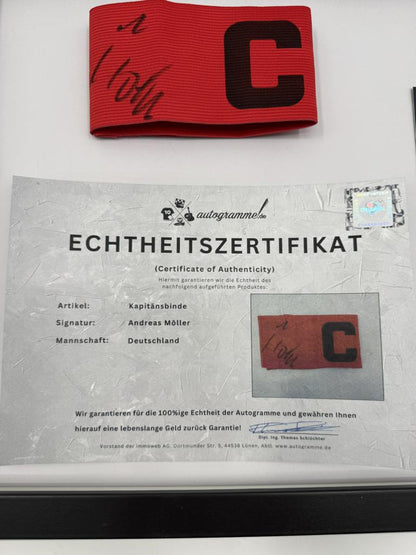 C
autogramme.de
ECHTHEITSZERTIFIKAT
(Certificate of Authenticity)
Hiermit garantieren wir die Echtheit des
nachfolgend aufgeführten Produktes:
Artikel: Kapitänsbinde
Signatur: Andreas Möller
Mannschaft: Deutschland
C
Wir garantieren für die 100%ige Echtheit der Autogramme und gewähren Ihnen
hierauf eine lebenslange Geld zurück Garantie!
Dipl. Ing. Thomas Schlochter
Vorstand der immoweb AG, Dortmunder Str. 5, 44536 Lünen, Abtl. www.autogramme.de